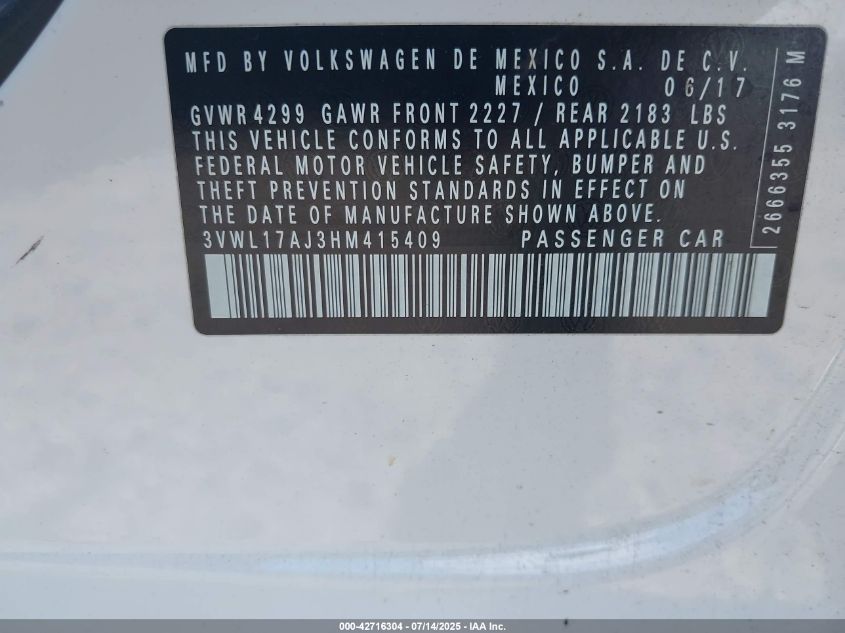 MFD BY VOLKSWAGEN DE MEXICO S.A. DE C.V.
MEXICO 06/17
GVWR 4299 GAWR FRONT 2227 / REAR 2183 LBS
THIS VEHICLE CONFORMS TO ALL APPLICABLE U.S.
FEDERAL MOTOR VEHICLE SAFETY, BUMPER AND
THEFT PREVENTION STANDARDS IN EFFECT ON
THE DATE OF MANUFACTURE SHOWN ABOVE.
3VWL17AJ3HM415409 PASSENGER CAR
2666355 3176 M
000-42716304 - 07/14/2025 - IAA Inc.